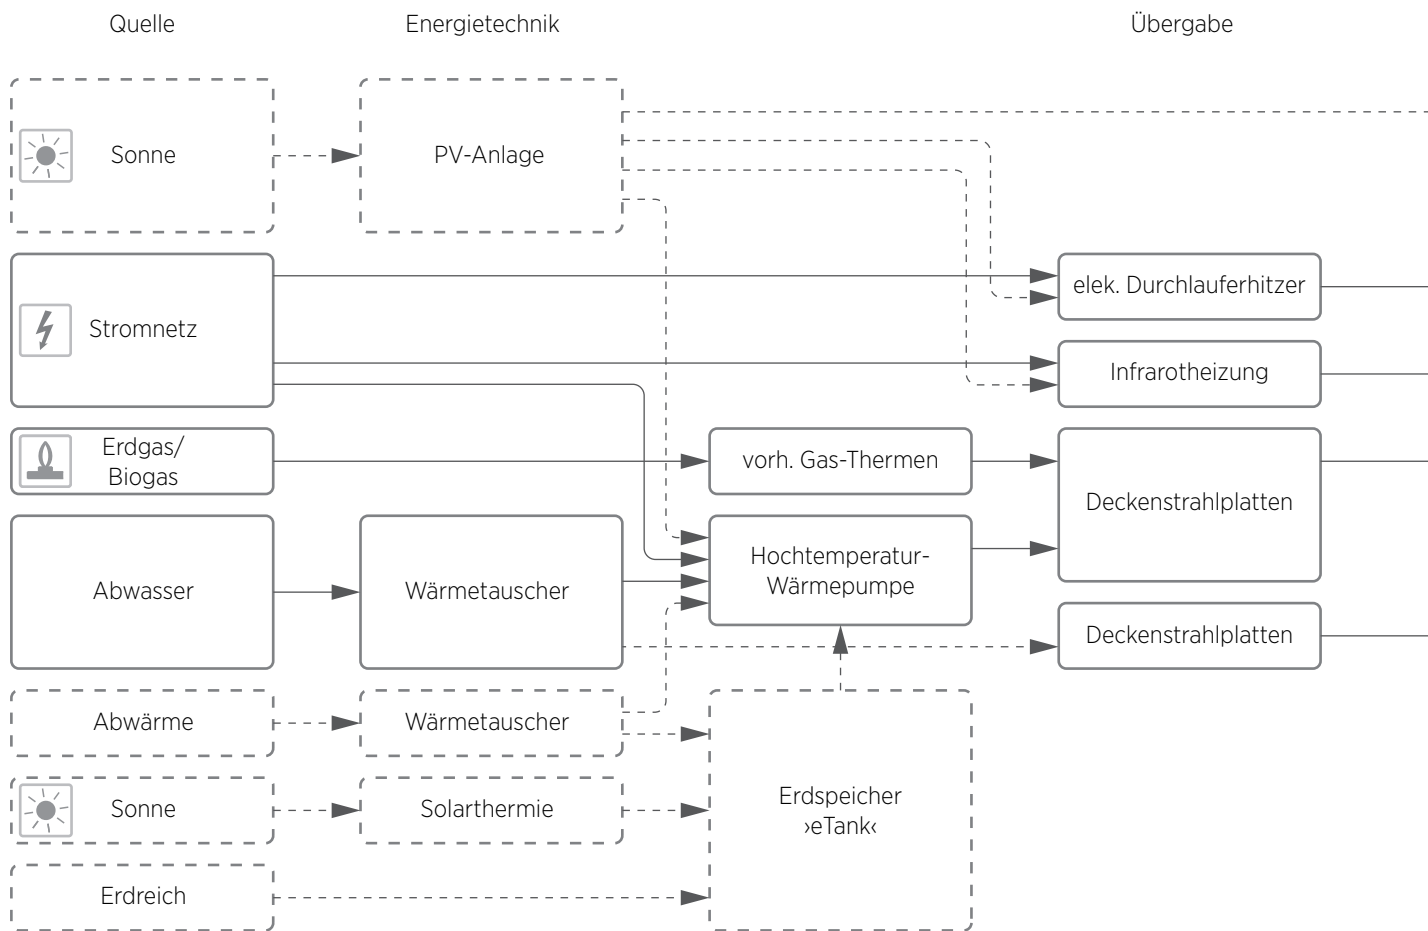 Quelle
Energietechnik
Übergabe
Sonne
PV-Anlage
Stromnetz
elek. Durchlauferhitzer
Infrarotheizung
Erdgas/
Biogas
vorh. Gas-Thermen
Deckenstrahlplatten
Abwasser
Wärmetauscher
Hochtemperatur-
Wärmepumpe
Deckenstrahlplatten
Abwärme
Wärmetauscher
Sonne
Solarthermie
Erdspeicher
›eTank‹
Erdreich